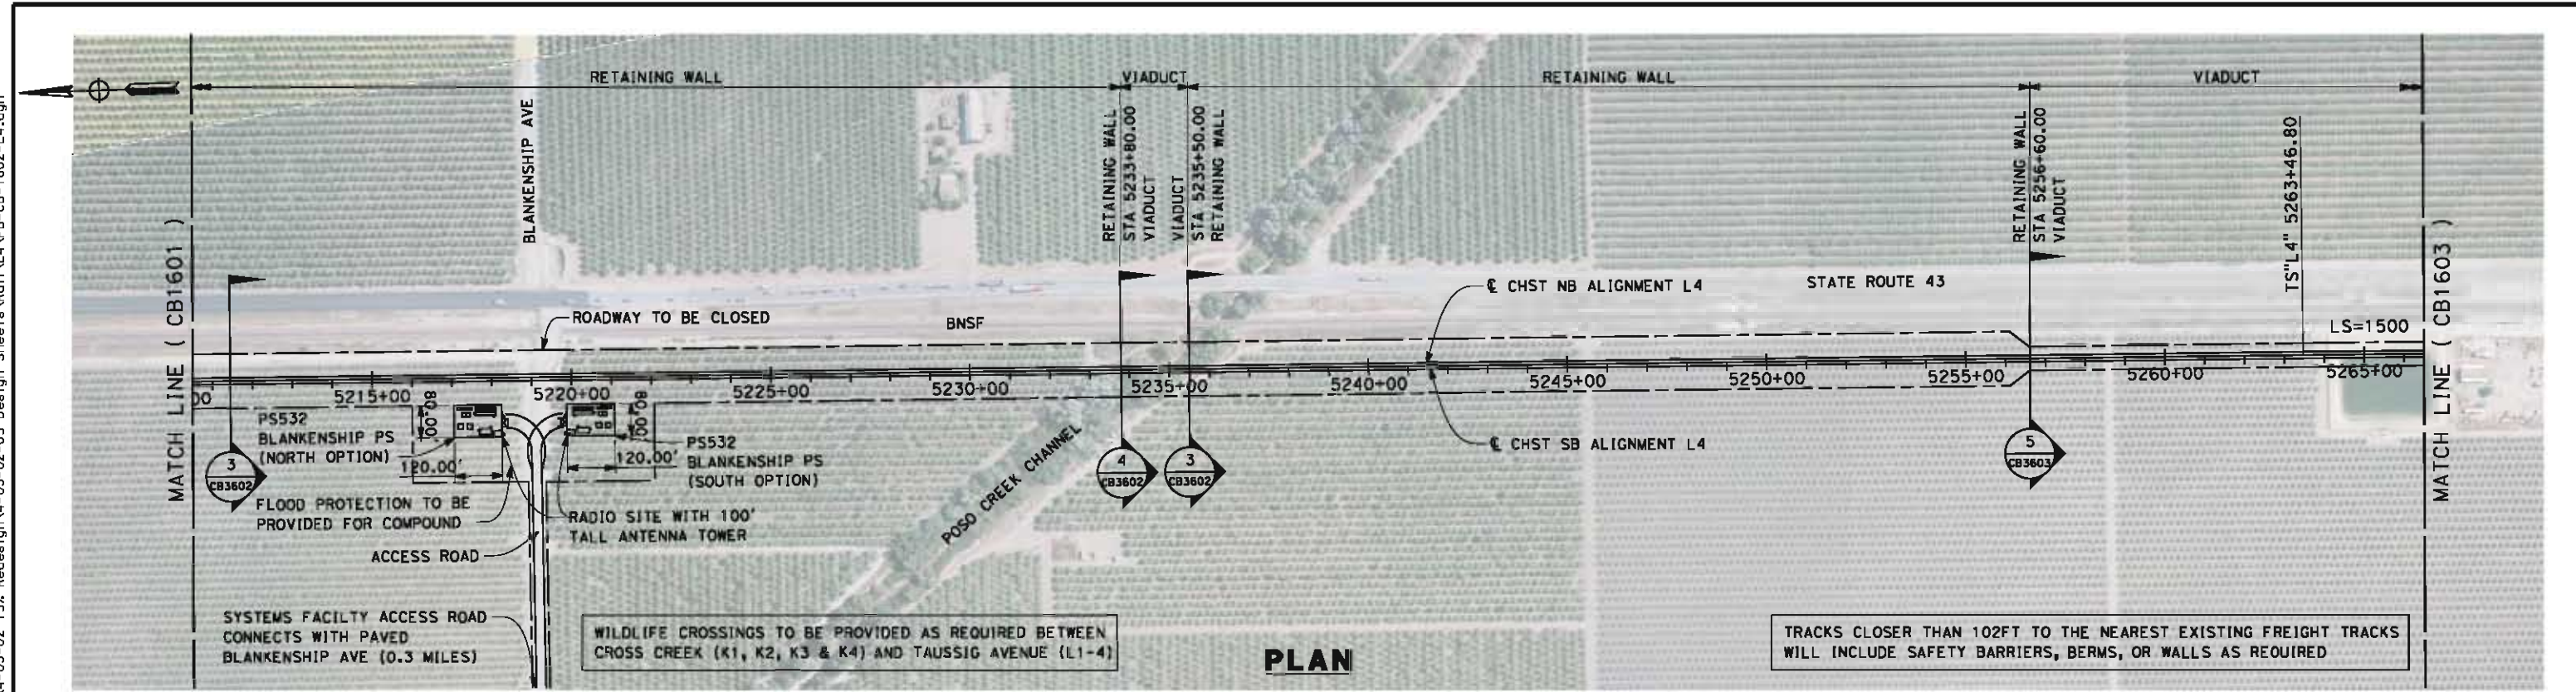 RETAINING WALL
VIADUCT
RETAINING WALL
VIADUCT
BLANKENSHIP AVE
RETAINING WALL
STA 5233+80.00
VIADUCT
VIADUCT
STA 5235+50.00
RETAINING WALL
RETAINING WALL
STA 5256+60.00
VIADUCT
TS"L4" 5263+46.80
MATCH LINE ( CB1601 )
MATCH LINE ( CB1603 )
℄ CHST NB ALIGNMENT L4
STATE ROUTE 43
ROADWAY TO BE CLOSED
BNSF
LS=1500
00
5215+00
5220+00
5225+00
5230+00
5235+00
5240+00
5245+00
5250+00
5255+00
5260+00
5265+00
80.00'
80.00'
PS532
BLANKENSHIP PS
(NORTH OPTION)
120.00'
PS532
BLANKENSHIP PS
(SOUTH OPTION)
120.00'
℄ CHST SB ALIGNMENT L4
3
CB3602
4
CB3602
3
CB3602
5
CB3603
POSO CREEK CHANNEL
FLOOD PROTECTION TO BE
PROVIDED FOR COMPOUND
RADIO SITE WITH 100'
TALL ANTENNA TOWER
ACCESS ROAD
SYSTEMS FACILTY ACCESS ROAD
CONNECTS WITH PAVED
BLANKENSHIP AVE (0.3 MILES)
WILDLIFE CROSSINGS TO BE PROVIDED AS REQUIRED BETWEEN
CROSS CREEK (K1, K2, K3 & K4) AND TAUSSIG AVENUE (L1-4)
PLAN
TRACKS CLOSER THAN 102FT TO THE NEAREST EXISTING FREIGHT TRACKS
WILL INCLUDE SAFETY BARRIERS, BERMS, OR WALLS AS REQUIRED